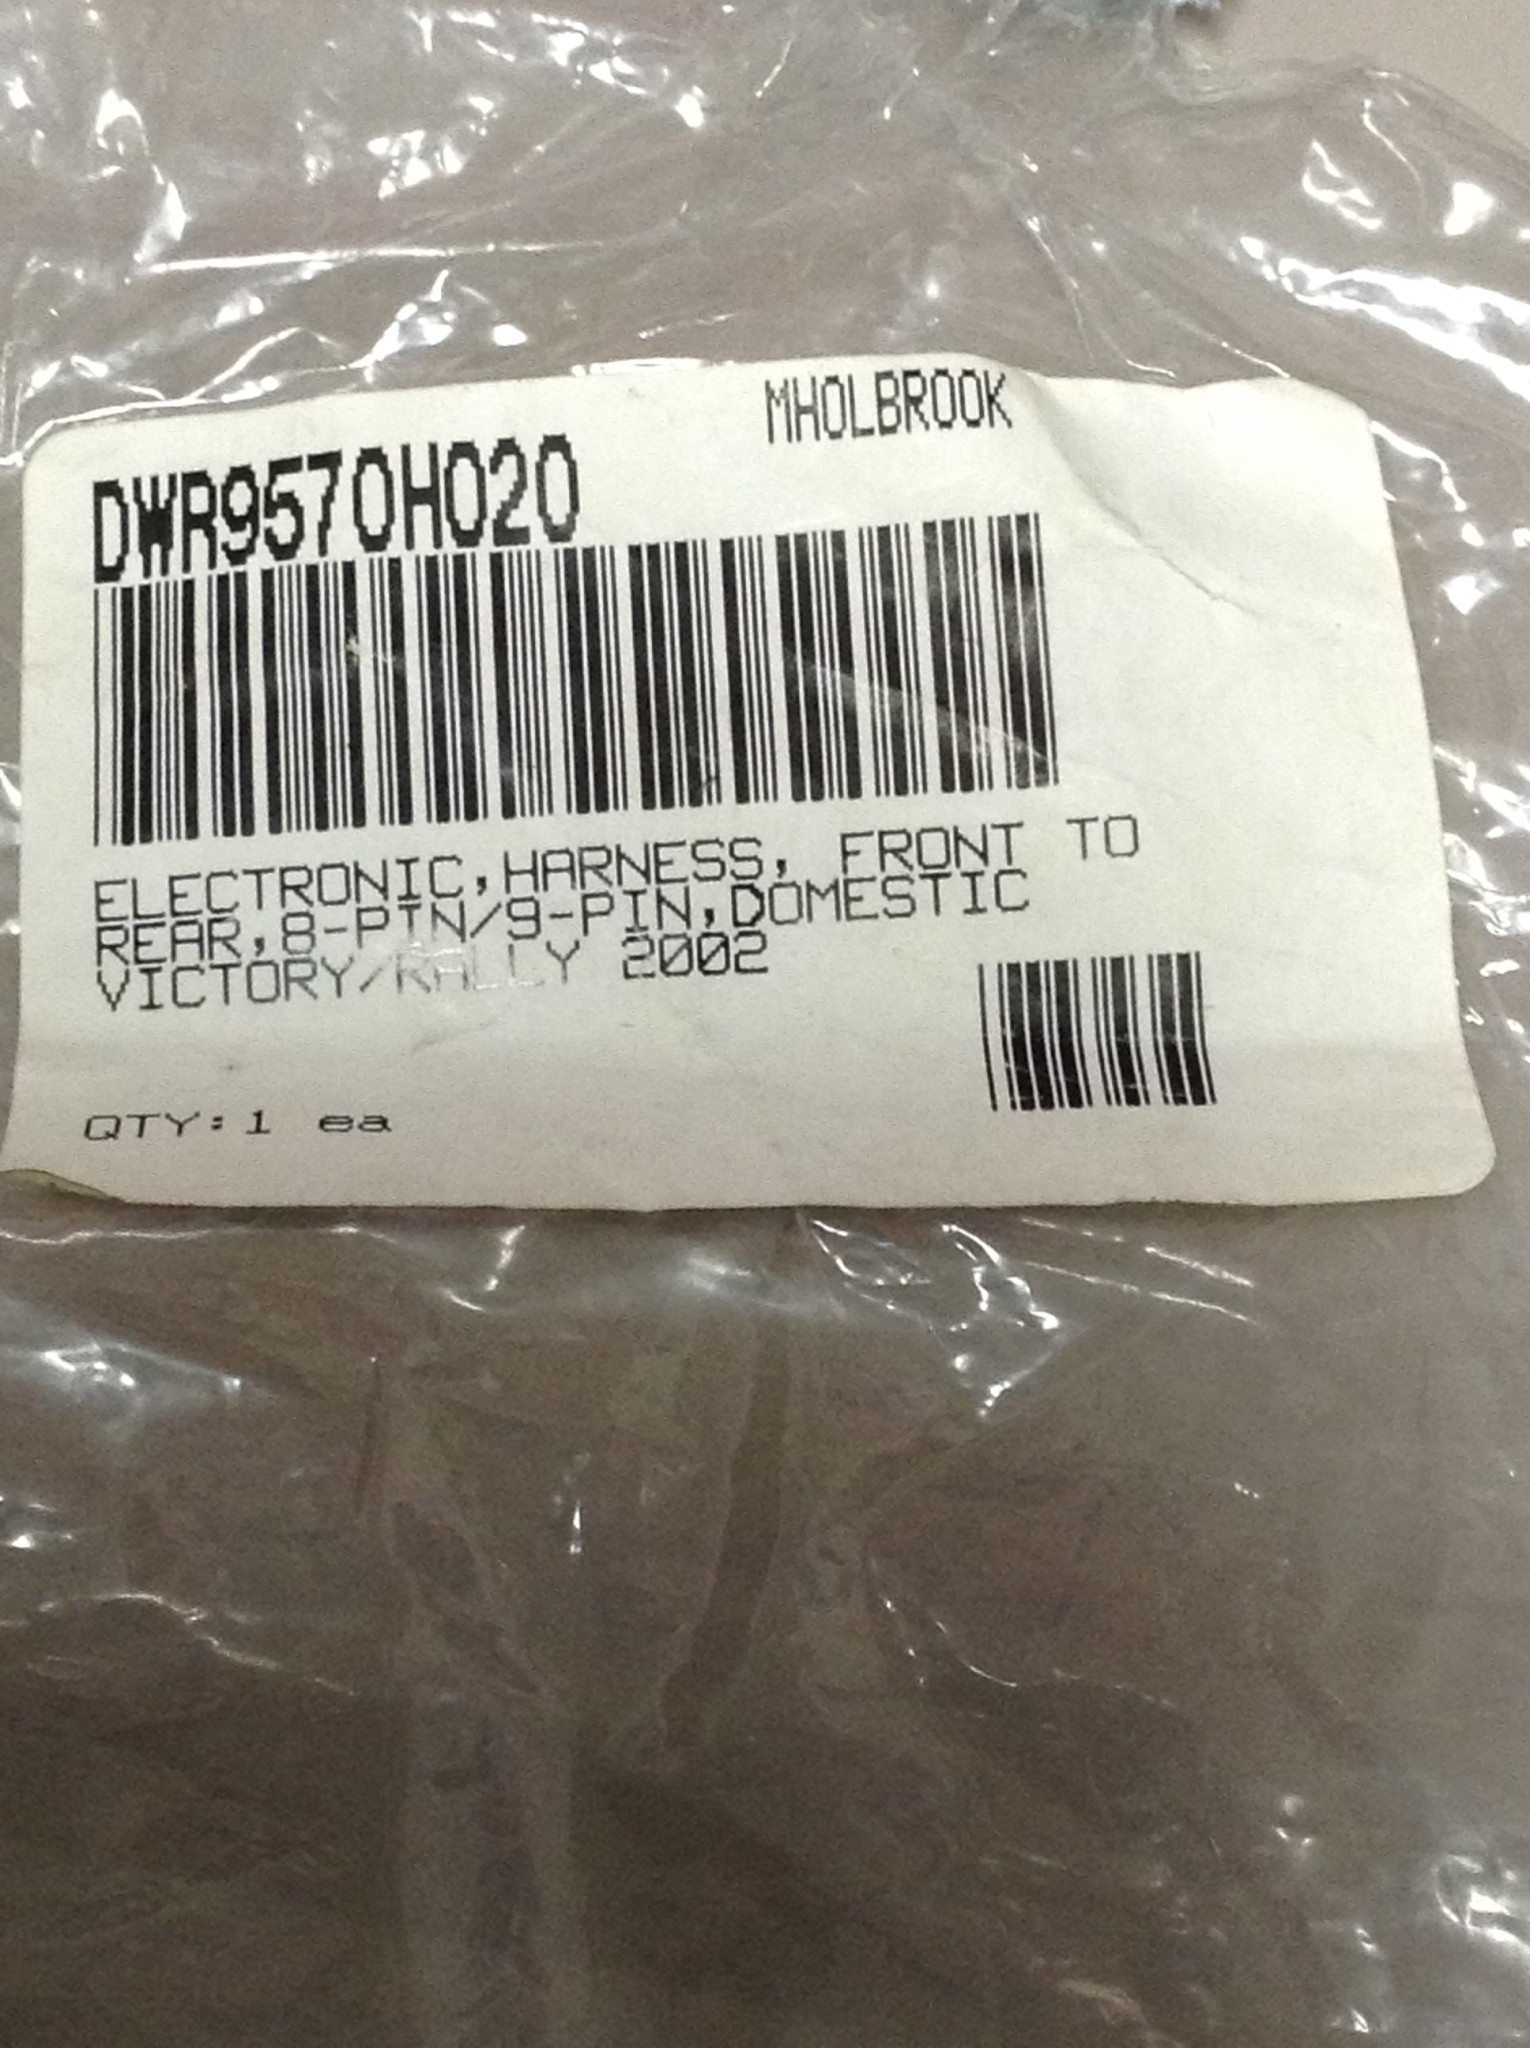 MHOLBROOK
DWR9570H020
ELECTRONIC,HARNESS, FRONT TO
REAR,8-PIN/9-PIN,DOMESTIC
VICTORY/RALLY 2002
QTY:1 ea